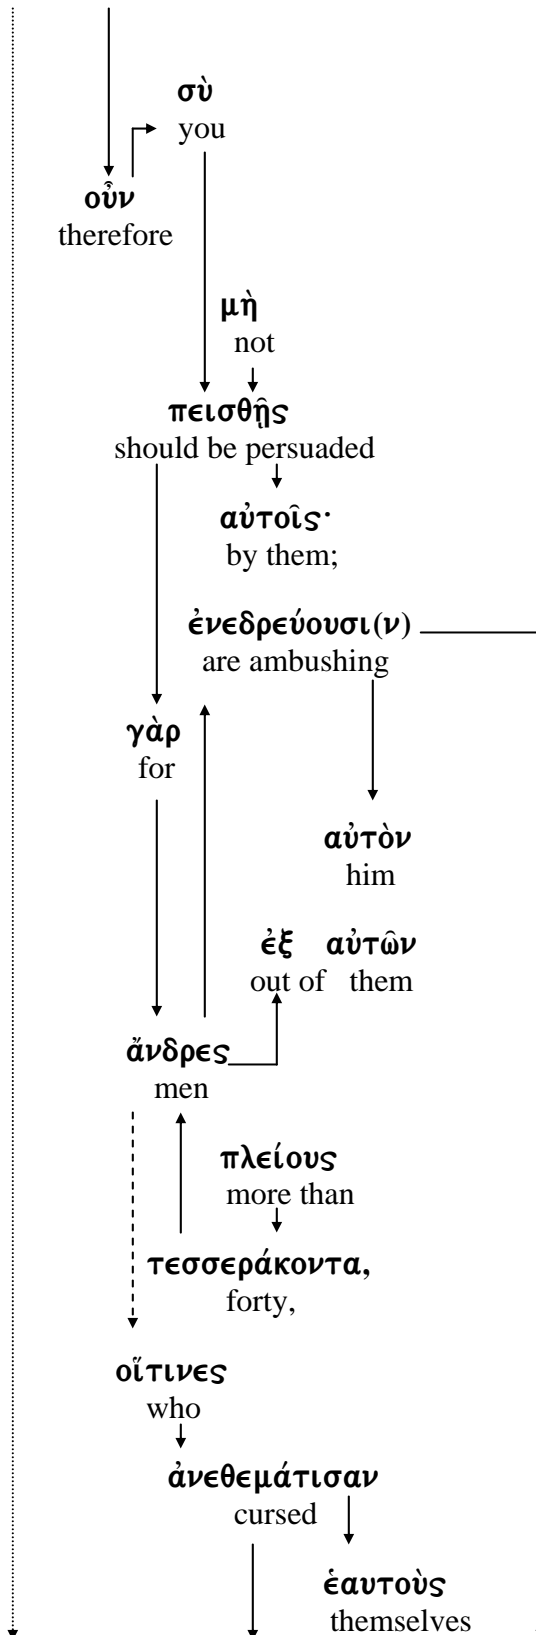 σὺ
you
οὖν
therefore
μὴ
not
πεισθῇς
should be persuaded
αὐτοῖς·
by them;
ἐνεδρεύουσι(ν)
are ambushing
γὰρ
for
αὐτὸν
him
ἐξ αὐτῶν
out of them
ἄνδρες
men
πλείους
more than
τεσσεράκοντα,
forty,
οἵτινες
who
ἀνεθεμάτισαν
cursed
ἑαυτοὺς
themselves